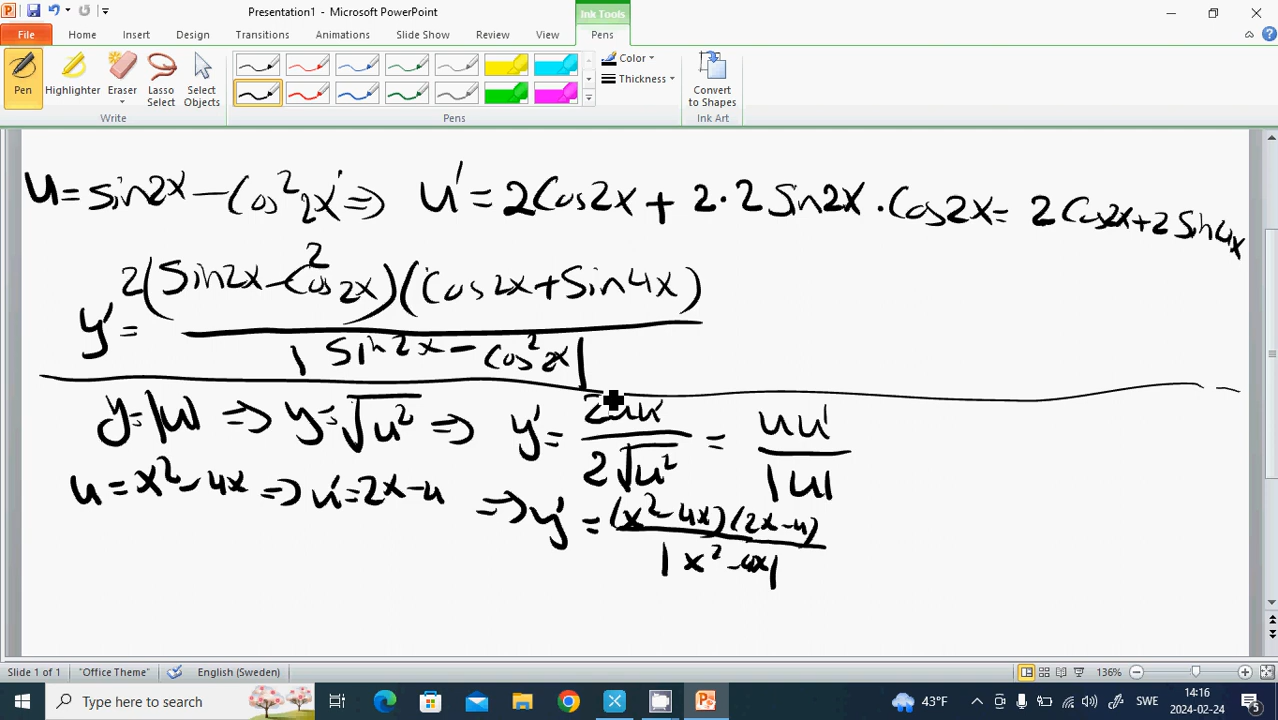 Presentation1 - Microsoft PowerPoint
Ink Tools
File Home Insert Design Transitions Animations Slide Show Review View Pens
Pen Highlighter Eraser Lasso Select Select Objects
Color
Thickness
Convert to Shapes
Write Pens Ink Art
u = sin2x - cos²2x ⇒ u' = 2cos2x + 2·2sin2x·cos2x = 2cos2x + 2sin4x
2(sin2x - cos²2x)(cos2x + sin4x)
y' =
|sin2x - cos²2x|
y = |u| ⇒ y = √u² ⇒ y' = 2uu' / 2√u² = uu' / |u|
u = x² - 4x ⇒ u' = 2x - 4 ⇒ y' = (x² - 4x)(2x - 4) / |x² - 4x|
Slide 1 of 1 "Office Theme" English (Sweden) 136%
Type here to search
43°F SWE 14:16
2024-02-24
5